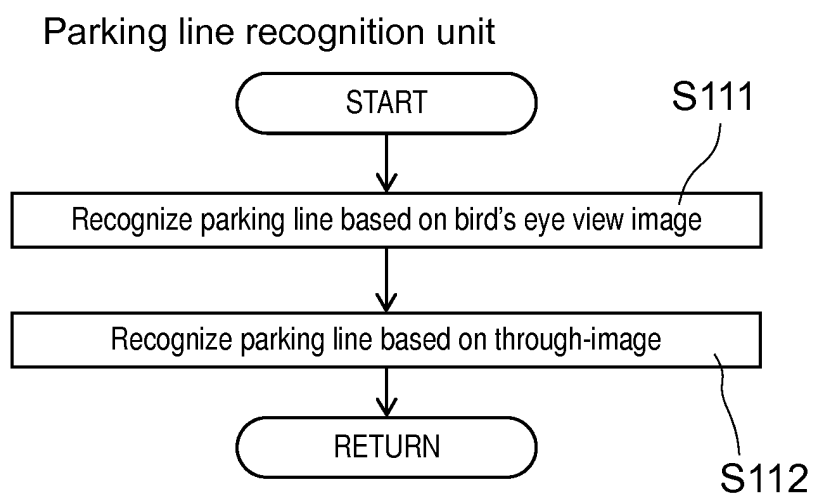 Parking line recognition unit
START
S111
Recognize parking line based on bird's eye view image
Recognize parking line based on through-image
RETURN
S112